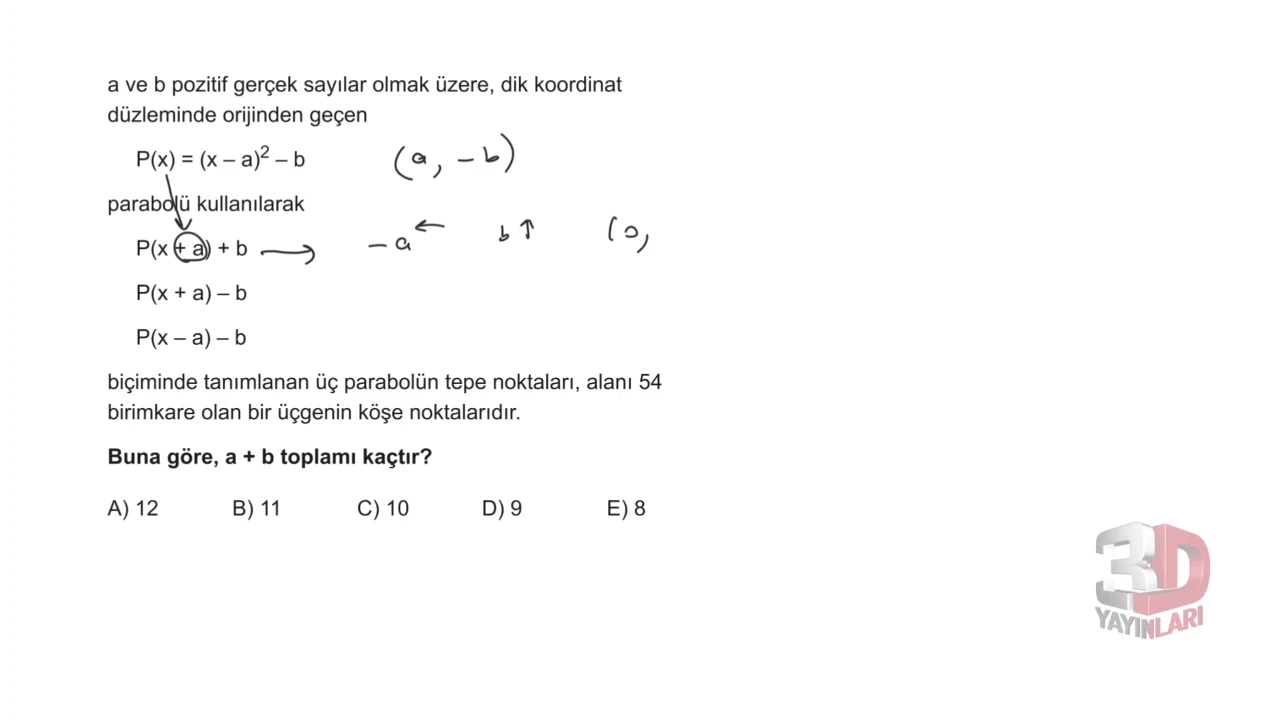 a ve b pozitif gerçek sayılar olmak üzere, dik koordinat
düzleminde orijinden geçen
P(x) = (x – a)² – b (a, –b)
parabolü kullanılarak
P(x + a) + b → –a ← b ↑ (0,
P(x + a) – b
P(x – a) – b
biçiminde tanımlanan üç parabolün tepe noktaları, alanı 54
birimkare olan bir üçgenin köşe noktalarıdır.
Buna göre, a + b toplamı kaçtır?
A) 12 B) 11 C) 10 D) 9 E) 8
3D
YAYINLARI